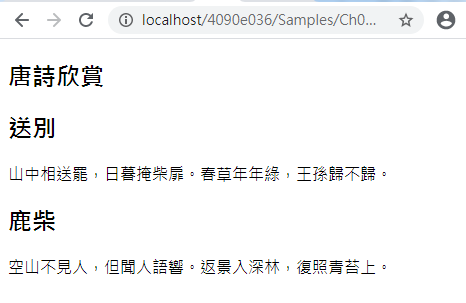 localhost/4090e036/Samples/Ch0...
唐詩欣賞
送別
山中相送罷，日暮掩柴扉。春草年年綠，王孫歸不歸。
鹿柴
空山不見人，但聞人語響。返景入深林，復照青苔上。